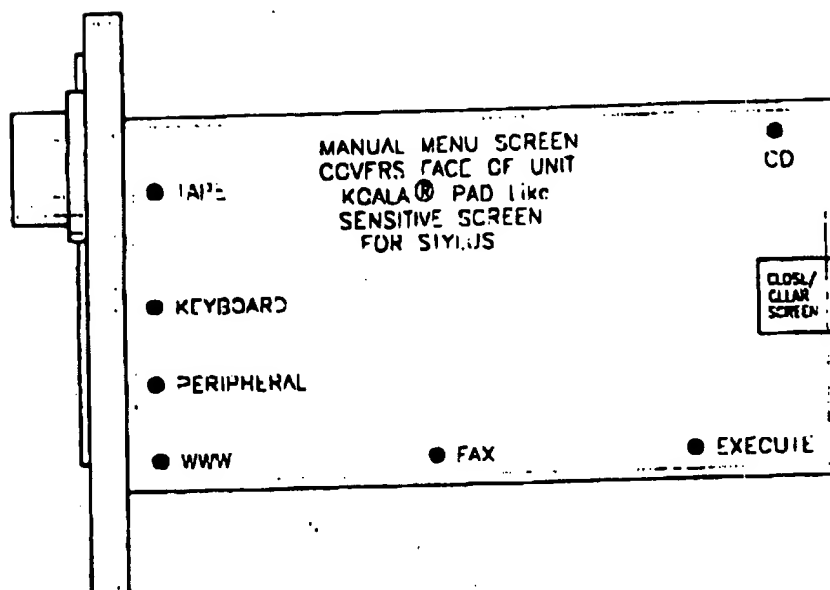 MANUAL MENU SCREEN
COVERS FACE OF UNIT
KOALA® PAD Like
SENSITIVE SCREEN
FOR STYLUS
CD
TAPE
KEYBOARD
CLOSE/
CLEAR
SCREEN
PERIPHERAL
WWW
FAX
EXECUTE